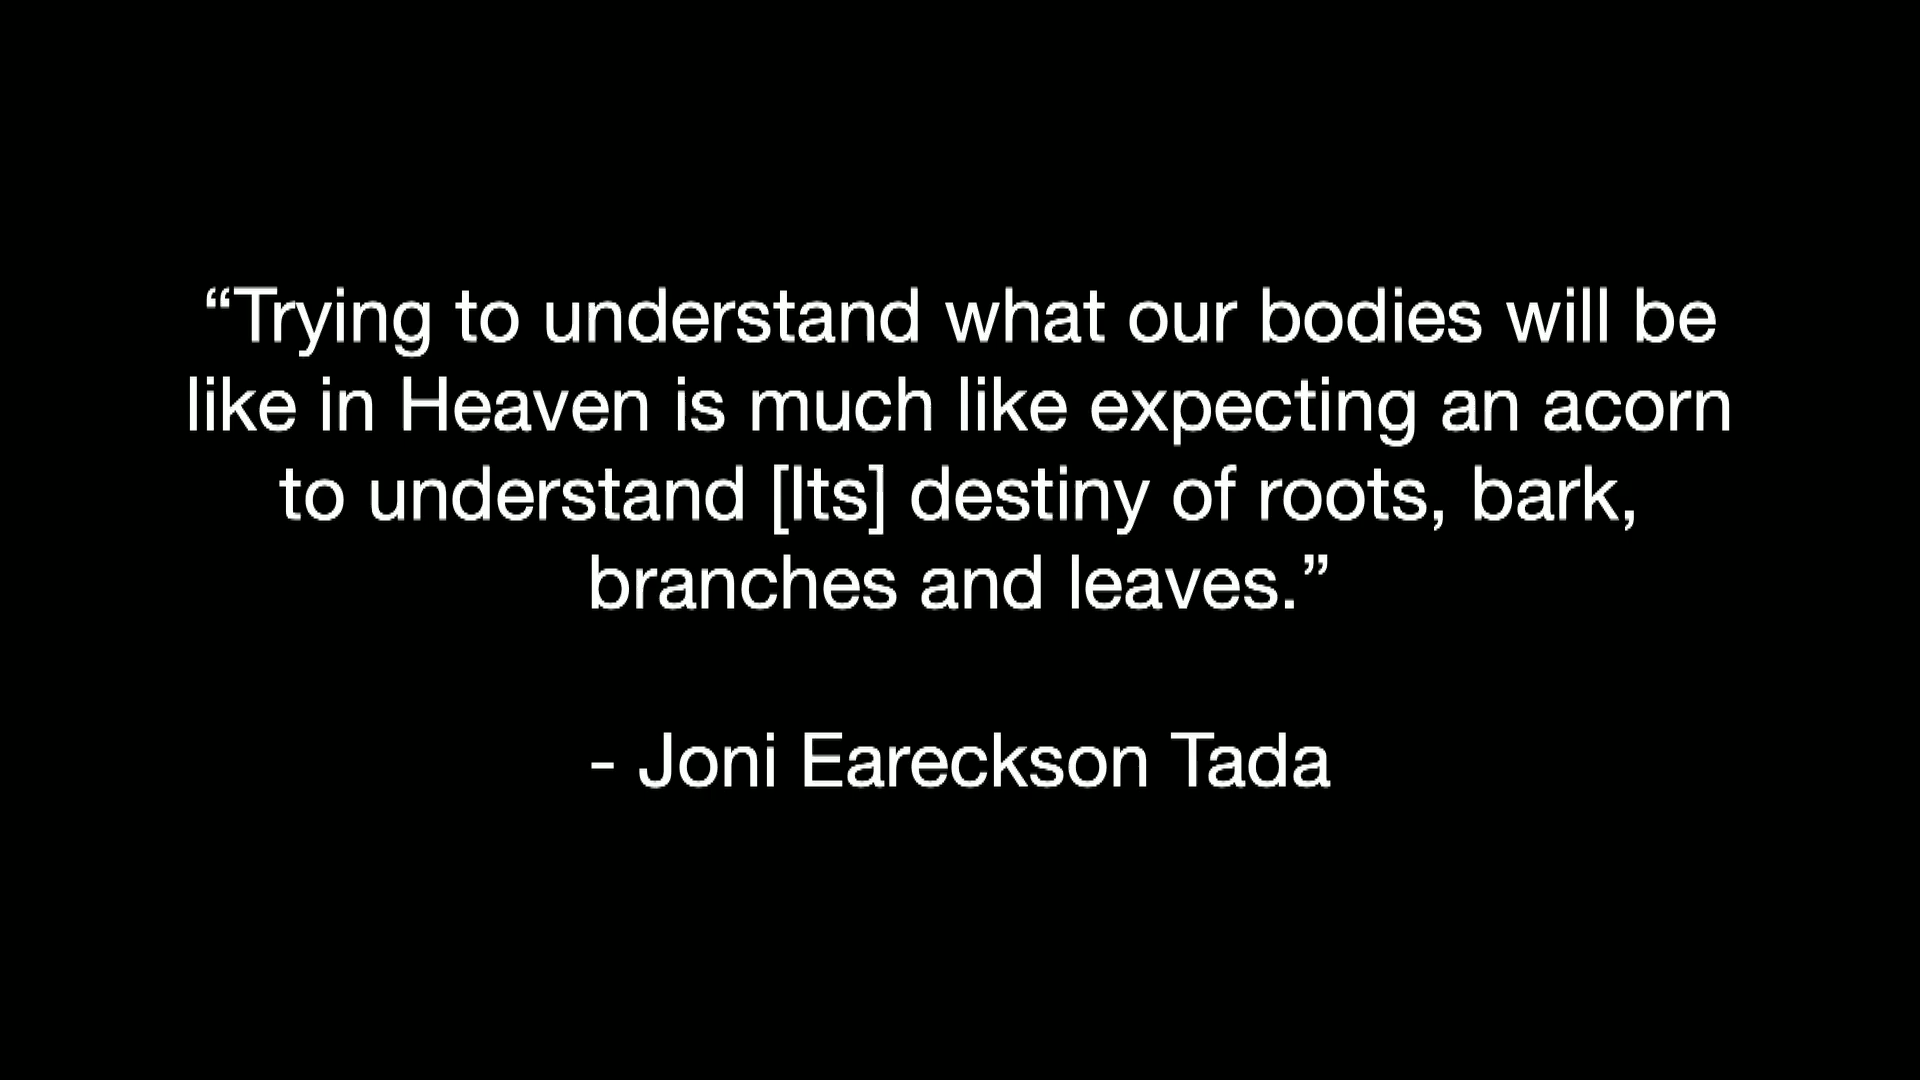 “Trying to understand what our bodies will be
like in Heaven is much like expecting an acorn
to understand [Its] destiny of roots, bark,
branches and leaves.”
- Joni Eareckson Tada